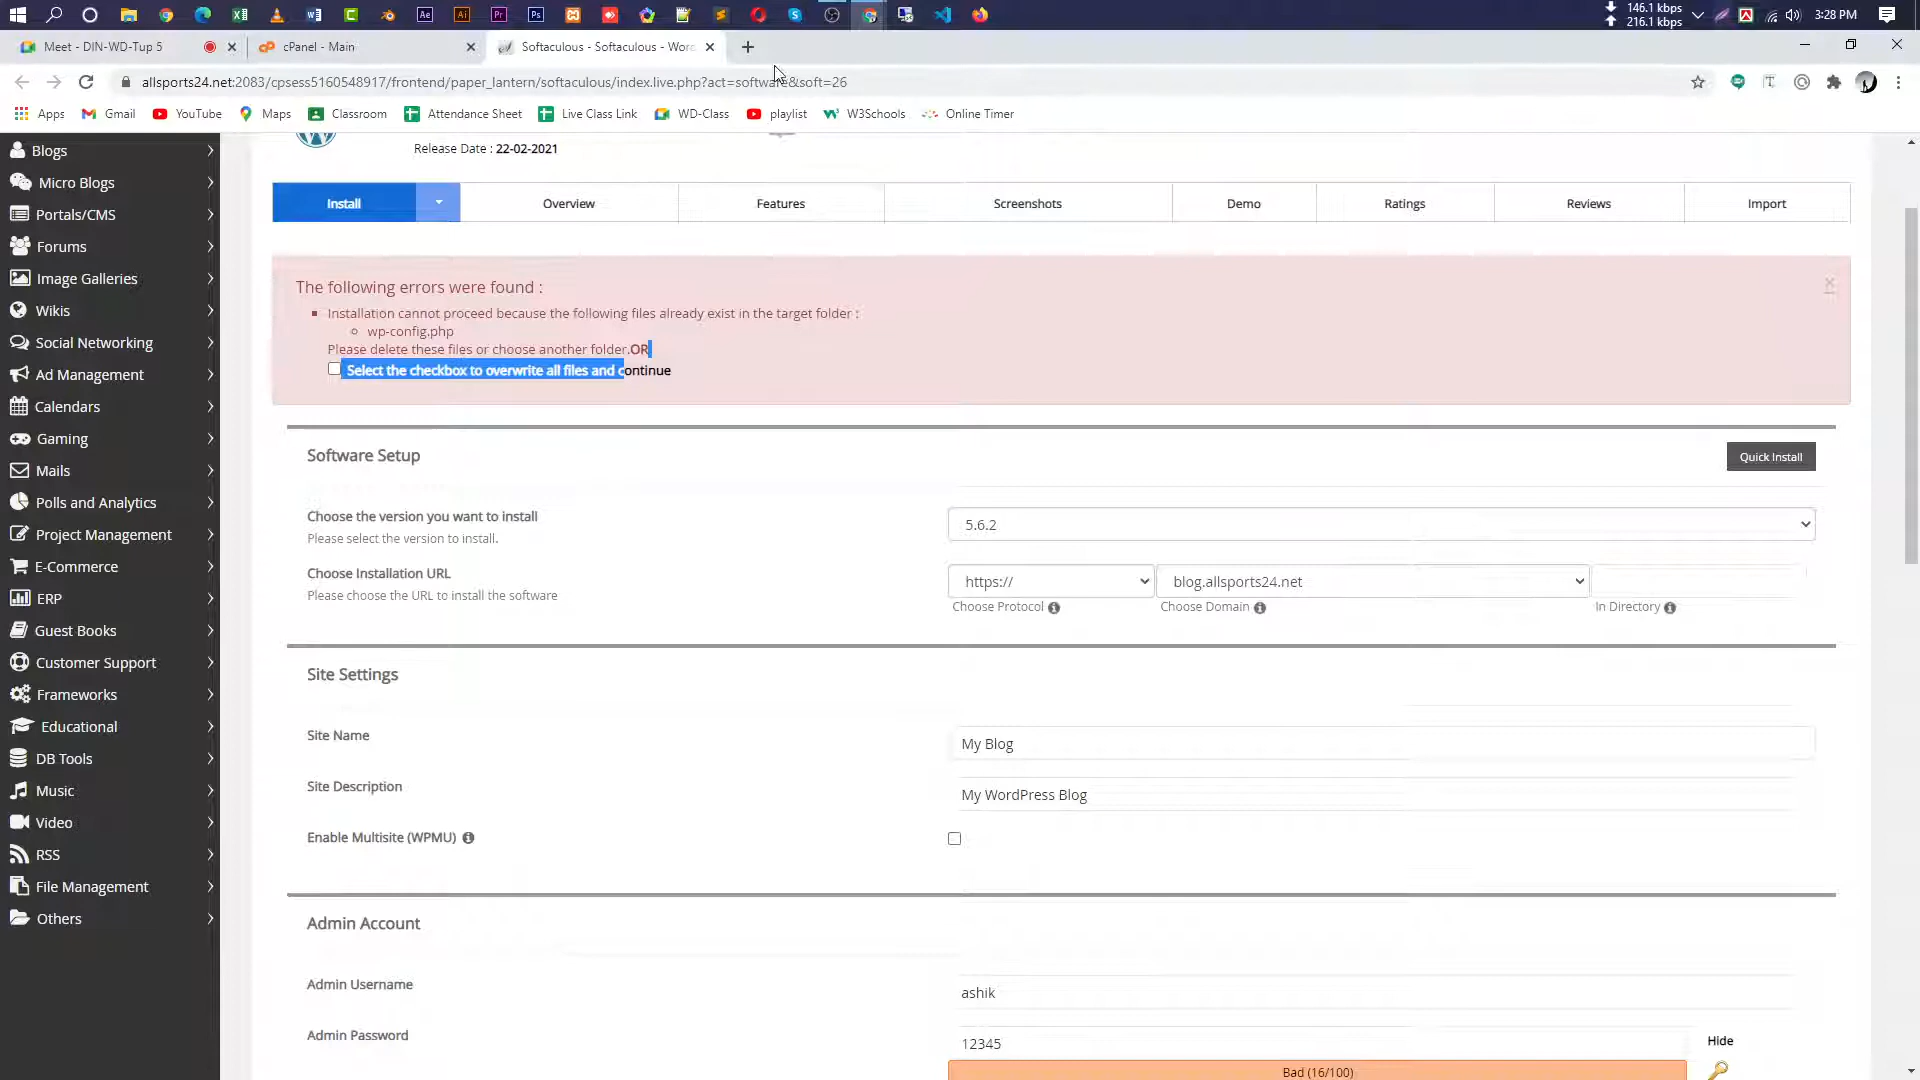 3:28 PM
146.1 kbps
216.1 kbps
Meet - DIN-WD-Tup 5
cPanel - Main
Softaculous - Softaculous - Wor
allsports24.net:2083/cpsess5160548917/frontend/paper_lantern/softaculous/index.live.php?act=software&soft=26
Apps
Gmail
YouTube
Maps
Classroom
Attendance Sheet
Live Class Link
WD-Class
playlist
W3Schools
Online Timer
Blogs
Micro Blogs
Portals/CMS
Forums
Image Galleries
Wikis
Social Networking
Ad Management
Calendars
Gaming
Mails
Polls and Analytics
Project Management
E-Commerce
ERP
Guest Books
Customer Support
Frameworks
Educational
DB Tools
Music
Video
RSS
File Management
Others
Release Date : 22-02-2021
Install
Overview
Features
Screenshots
Demo
Ratings
Reviews
Import
The following errors were found :
Installation cannot proceed because the following files already exist in the target folder :
wp-config.php
Please delete these files or choose another folder.OR
Select the checkbox to overwrite all files and continue
Software Setup
Quick Install
Choose the version you want to install
Please select the version to install.
5.6.2
Choose Installation URL
Please choose the URL to install the software
https://
blog.allsports24.net
Choose Protocol
Choose Domain
In Directory
Site Settings
Site Name
My Blog
Site Description
My WordPress Blog
Enable Multisite (WPMU)
Admin Account
Admin Username
ashik
Admin Password
12345
Hide
Bad (16/100)